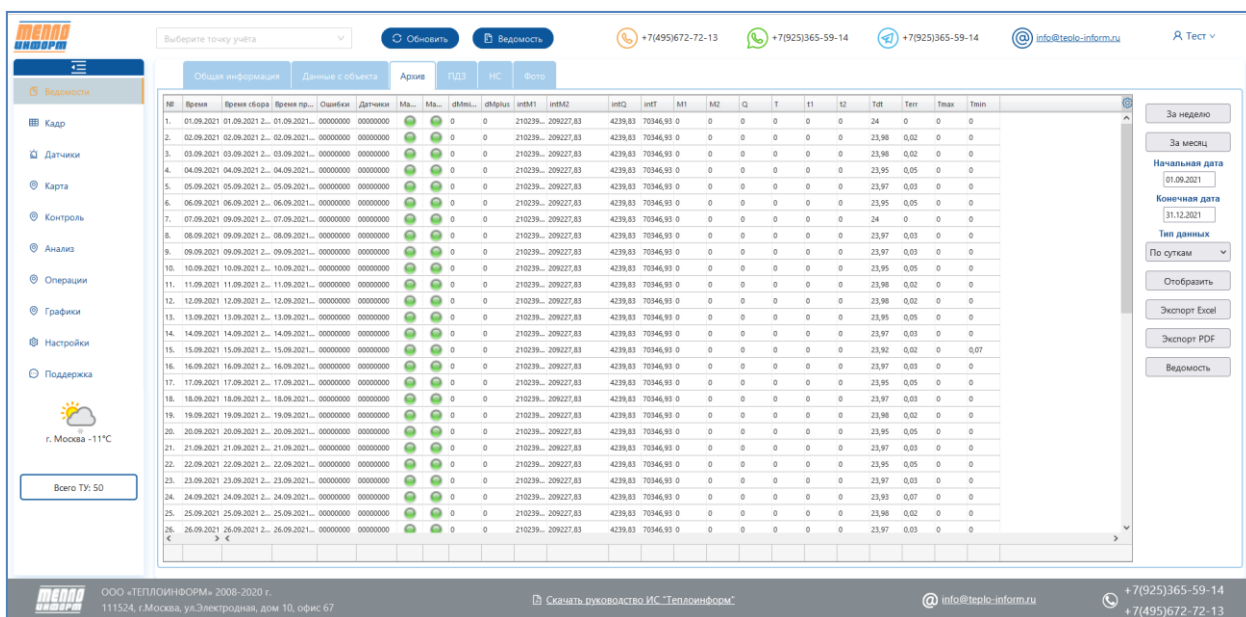 ТЕПЛО
ИНФОРМ
Выберите точку учёта
Обновить
Ведомость
+7(495)672-72-13
+7(925)365-59-14
+7(925)365-59-14
info@teplo-inform.ru
Тест
Ведомости
Кадр
Датчики
Карта
Контроль
Анализ
Операции
Графики
Настройки
Поддержка
г. Москва -11°C
Всего ТУ: 50
Общая информация Данные с объекта Архив ПДЗ НС Фото
№ Время Время сбора Время пр... Ошибки Датчики Ма... Ма... dMmi... dMplus intM1 intM2 intQ intT M1 M2 Q T t1 t2 Tdt Terr Tmax Tmin
1. 01.09.2021 01.09.2021 2... 01.09.2021... 00000000 00000000 0 0 210239... 209227,83 4239,83 70346,93 0 0 0 0 0 0 24 0 0 0
2. 02.09.2021 02.09.2021 2... 02.09.2021... 00000000 00000000 0 0 210239... 209227,83 4239,83 70346,93 0 0 0 0 0 0 23,98 0,02 0 0
3. 03.09.2021 03.09.2021 2... 03.09.2021... 00000000 00000000 0 0 210239... 209227,83 4239,83 70346,93 0 0 0 0 0 0 23,98 0,02 0 0
4. 04.09.2021 04.09.2021 2... 04.09.2021... 00000000 00000000 0 0 210239... 209227,83 4239,83 70346,93 0 0 0 0 0 0 23,95 0,05 0 0
5. 05.09.2021 05.09.2021 2... 05.09.2021... 00000000 00000000 0 0 210239... 209227,83 4239,83 70346,93 0 0 0 0 0 0 23,97 0,03 0 0
6. 06.09.2021 06.09.2021 2... 06.09.2021... 00000000 00000000 0 0 210239... 209227,83 4239,83 70346,93 0 0 0 0 0 0 23,95 0,05 0 0
7. 07.09.2021 09.09.2021 2... 07.09.2021... 00000000 00000000 0 0 210239... 209227,83 4239,83 70346,93 0 0 0 0 0 0 24 0 0 0
8. 08.09.2021 09.09.2021 2... 08.09.2021... 00000000 00000000 0 0 210239... 209227,83 4239,83 70346,93 0 0 0 0 0 0 23,97 0,03 0 0
9. 09.09.2021 09.09.2021 2... 09.09.2021... 00000000 00000000 0 0 210239... 209227,83 4239,83 70346,93 0 0 0 0 0 0 23,97 0,03 0 0
10. 10.09.2021 10.09.2021 2... 10.09.2021... 00000000 00000000 0 0 210239... 209227,83 4239,83 70346,93 0 0 0 0 0 0 23,95 0,05 0 0
11. 11.09.2021 11.09.2021 2... 11.09.2021... 00000000 00000000 0 0 210239... 209227,83 4239,83 70346,93 0 0 0 0 0 0 23,98 0,02 0 0
12. 12.09.2021 12.09.2021 2... 12.09.2021... 00000000 00000000 0 0 210239... 209227,83 4239,83 70346,93 0 0 0 0 0 0 23,98 0,02 0 0
13. 13.09.2021 13.09.2021 2... 13.09.2021... 00000000 00000000 0 0 210239... 209227,83 4239,83 70346,93 0 0 0 0 0 0 23,95 0,05 0 0
14. 14.09.2021 14.09.2021 2... 14.09.2021... 00000000 00000000 0 0 210239... 209227,83 4239,83 70346,93 0 0 0 0 0 0 23,97 0,03 0 0
15. 15.09.2021 15.09.2021 2... 15.09.2021... 00000000 00000000 0 0 210239... 209227,83 4239,83 70346,93 0 0 0 0 0 0 23,92 0,02 0 0,07
16. 16.09.2021 16.09.2021 2... 16.09.2021... 00000000 00000000 0 0 210239... 209227,83 4239,83 70346,93 0 0 0 0 0 0 23,97 0,03 0 0
17. 17.09.2021 17.09.2021 2... 17.09.2021... 00000000 00000000 0 0 210239... 209227,83 4239,83 70346,93 0 0 0 0 0 0 23,95 0,05 0 0
18. 18.09.2021 18.09.2021 2... 18.09.2021... 00000000 00000000 0 0 210239... 209227,83 4239,83 70346,93 0 0 0 0 0 0 23,97 0,03 0 0
19. 19.09.2021 19.09.2021 2... 19.09.2021... 00000000 00000000 0 0 210239... 209227,83 4239,83 70346,93 0 0 0 0 0 0 23,98 0,02 0 0
20. 20.09.2021 20.09.2021 2... 20.09.2021... 00000000 00000000 0 0 210239... 209227,83 4239,83 70346,93 0 0 0 0 0 0 23,95 0,05 0 0
21. 21.09.2021 21.09.2021 2... 21.09.2021... 00000000 00000000 0 0 210239... 209227,83 4239,83 70346,93 0 0 0 0 0 0 23,97 0,03 0 0
22. 22.09.2021 22.09.2021 2... 22.09.2021... 00000000 00000000 0 0 210239... 209227,83 4239,83 70346,93 0 0 0 0 0 0 23,95 0,05 0 0
23. 23.09.2021 23.09.2021 2... 23.09.2021... 00000000 00000000 0 0 210239... 209227,83 4239,83 70346,93 0 0 0 0 0 0 23,97 0,03 0 0
24. 24.09.2021 24.09.2021 2... 24.09.2021... 00000000 00000000 0 0 210239... 209227,83 4239,83 70346,93 0 0 0 0 0 0 23,93 0,07 0 0
25. 25.09.2021 25.09.2021 2... 25.09.2021... 00000000 00000000 0 0 210239... 209227,83 4239,83 70346,93 0 0 0 0 0 0 23,98 0,02 0 0
26. 26.09.2021 26.09.2021 2... 26.09.2021... 00000000 00000000 0 0 210239... 209227,83 4239,83 70346,93 0 0 0 0 0 0 23,97 0,03 0 0
За неделю
За месяц
Начальная дата
01.09.2021
Конечная дата
31.12.2021
Тип данных
По суткам
Отобразить
Экспорт Excel
Экспорт PDF
Ведомость
ТЕПЛО
ИНФОРМ
ООО «ТЕПЛОИНФОРМ» 2008-2020 г.
111524, г.Москва, ул.Электродная, дом 10, офис 67
Скачать руководство ИС "Теплоинформ"
info@teplo-inform.ru
+7(925)365-59-14
+7(495)672-72-13